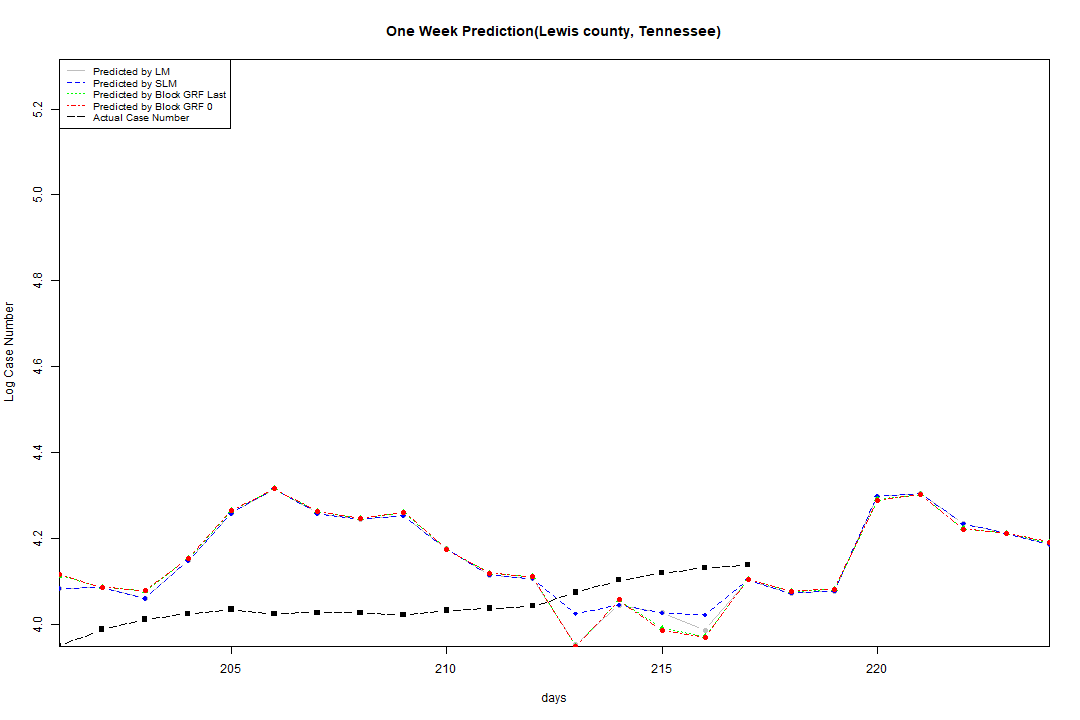 One Week Prediction(Lewis county, Tennessee)
Predicted by LM
Predicted by SLM
Predicted by Block GRF Last
Predicted by Block GRF 0
Actual Case Number
5.2
5.0
4.8
4.6
4.4
4.2
4.0
Log Case Number
205
210
215
220
days